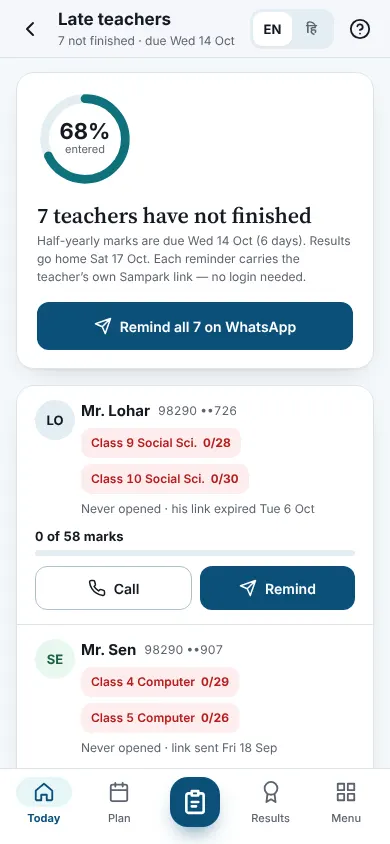 Late teachers
7 not finished · due Wed 14 Oct
EN
हि
68%
entered
7 teachers have not finished
Half-yearly marks are due Wed 14 Oct (6 days). Results
go home Sat 17 Oct. Each reminder carries the
teacher's own Sampark link — no login needed.
Remind all 7 on WhatsApp
LO
Mr. Lohar 98290 ••726
Class 9 Social Sci. 0/28
Class 10 Social Sci. 0/30
Never opened · his link expired Tue 6 Oct
0 of 58 marks
Call
Remind
SE
Mr. Sen 98290 ••907
Class 4 Computer 0/29
Class 5 Computer 0/26
Never opened · link sent Fri 18 Sep
Today
Plan
Results
Menu